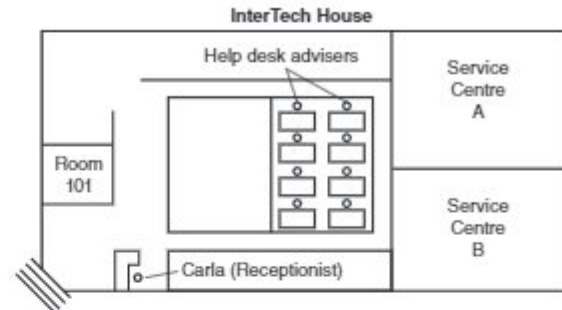 InterTech House
Help desk advisers
Service
Centre
A
Room
101
Service
Centre
B
Carla (Receptionist)